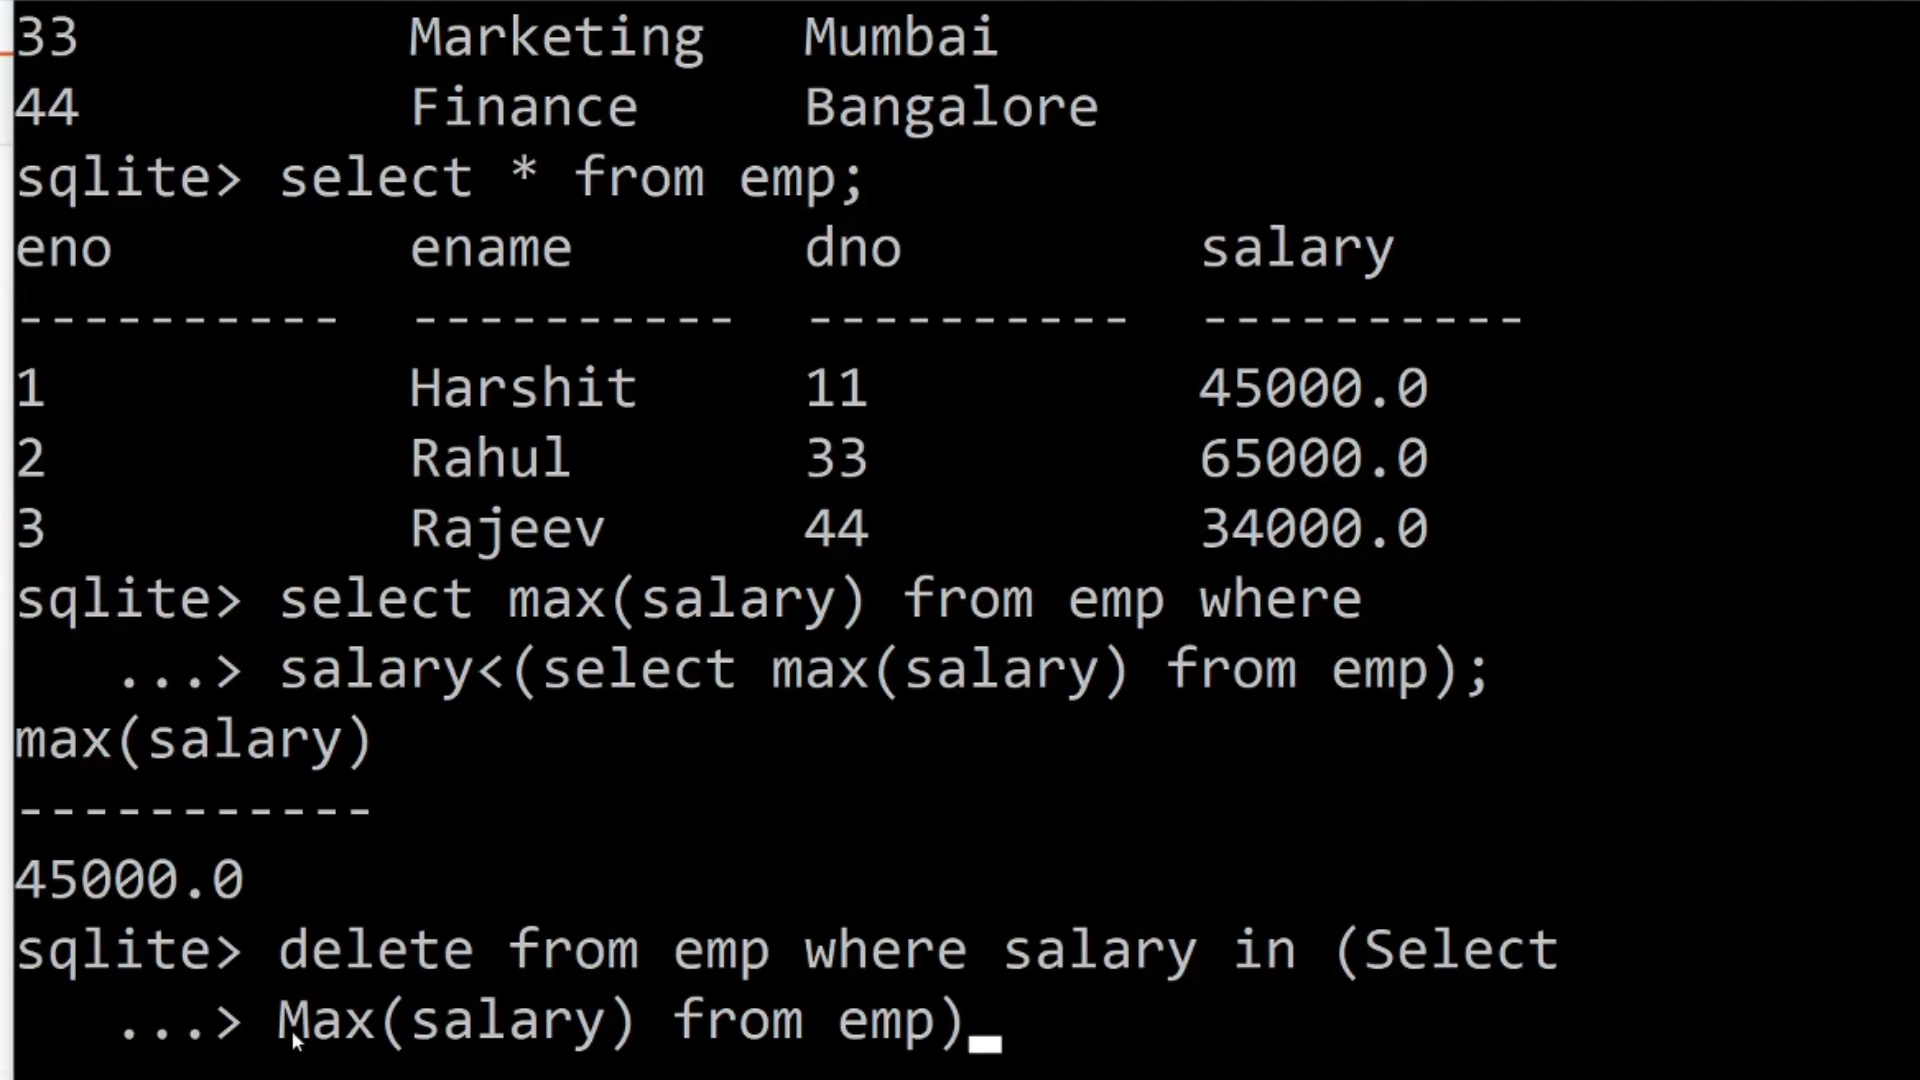 33 Marketing Mumbai
44 Finance Bangalore
sqlite> select * from emp;
eno ename dno salary
---------- ---------- ---------- ----------
1 Harshit 11 45000.0
2 Rahul 33 65000.0
3 Rajeev 44 34000.0
sqlite> select max(salary) from emp where
...> salary<(select max(salary) from emp);
max(salary)
-----------
45000.0
sqlite> delete from emp where salary in (Select
...> Max(salary) from emp)